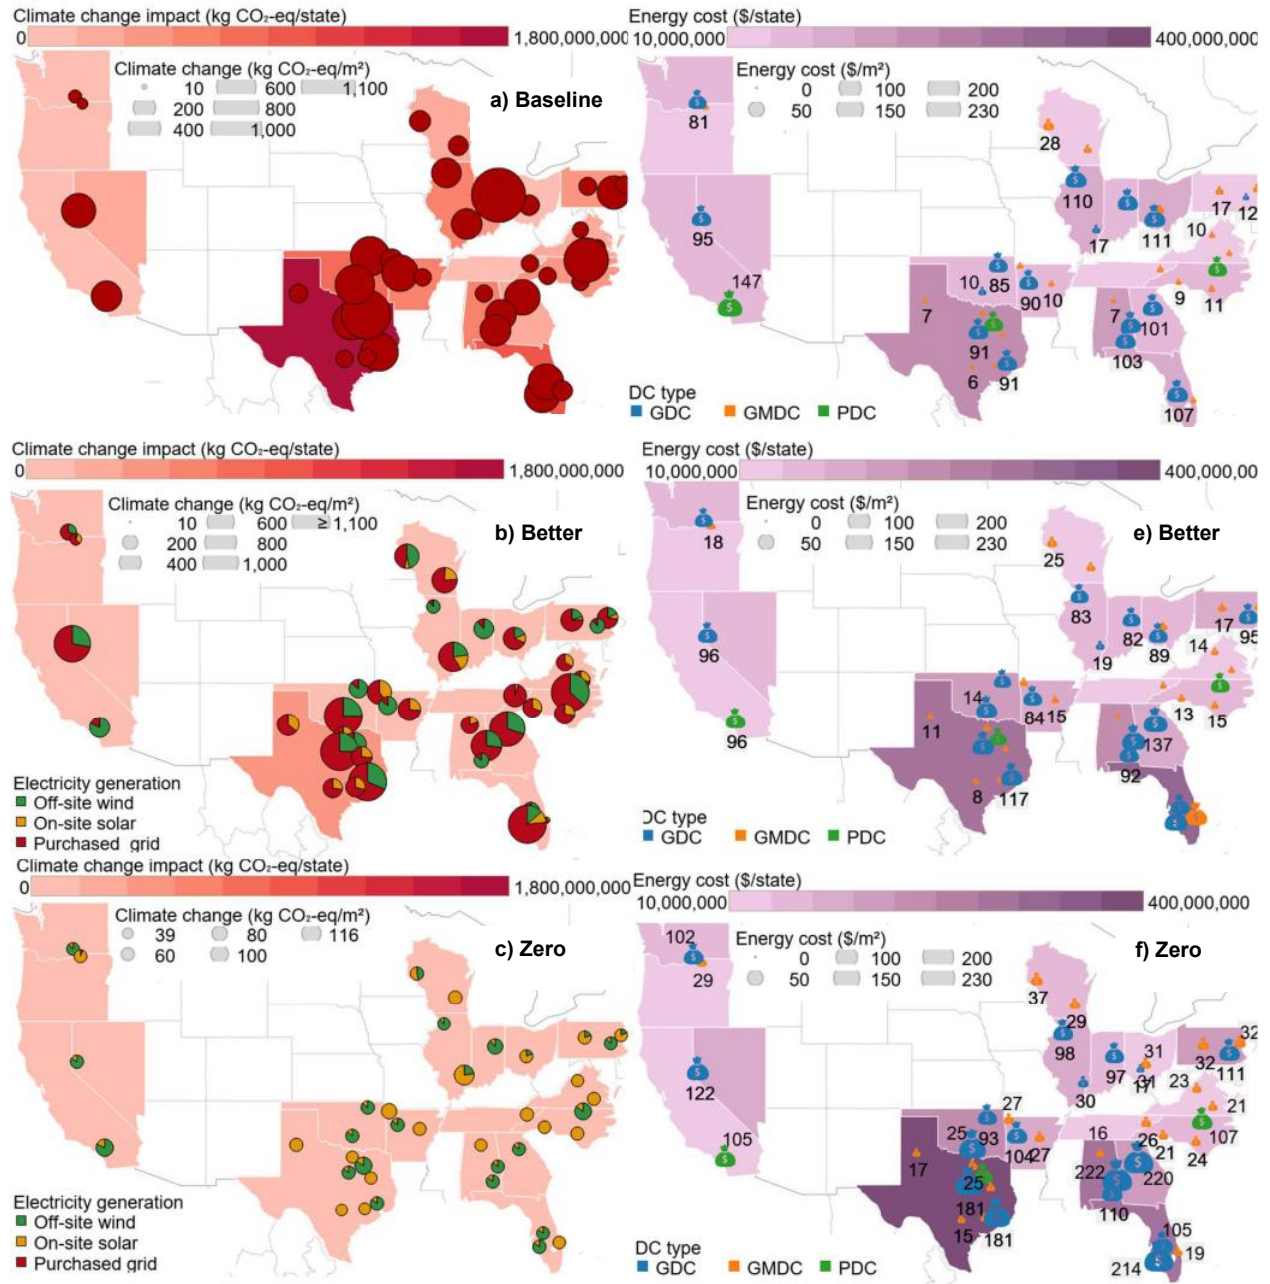 Climate change impact (kg CO₂-eq/state)
0 1,800,000,000
Climate change (kg CO₂-eq/m²)
10 600 1,100
200 800
400 1,000
a) Baseline
Energy cost ($/state)
10,000,000 400,000,000
Energy cost ($/m²)
0 100 200
50 150 230
81
28
110
95
17
111
10
17
12
147
10
85
90
10
9
11
7
7
101
91
103
6
91
107
DC type
GDC GMDC PDC
Climate change impact (kg CO₂-eq/state)
0 1,800,000,000
Climate change (kg CO₂-eq/m²)
10 600 ≥ 1,100
200 800
400 1,000
b) Better
Electricity generation
Off-site wind
On-site solar
Purchased grid
Energy cost ($/state)
10,000,000 400,000,00
Energy cost ($/m²)
0 100 200
50 150 230
e) Better
18
25
83
82
17
95
96
19
89
14
14
84
15
13
15
96
11
137
92
8
117
DC type
GDC GMDC PDC
Climate change impact (kg CO₂-eq/state)
0 1,800,000,000
Climate change (kg CO₂-eq/m²)
39 80 116
60 100
c) Zero
Electricity generation
Off-site wind
On-site solar
Purchased grid
Energy cost ($/state)
10,000,000 400,000,000
Energy cost ($/m²)
0 100 200
50 150 230
f) Zero
102
29
37
29
98
97
31
32
32
111
122
30
23
21
27
105
25
93
104
27
16
26
21
107
24
17
25
222
220
181
110
15
181
105
19
214
DC type
GDC GMDC PDC